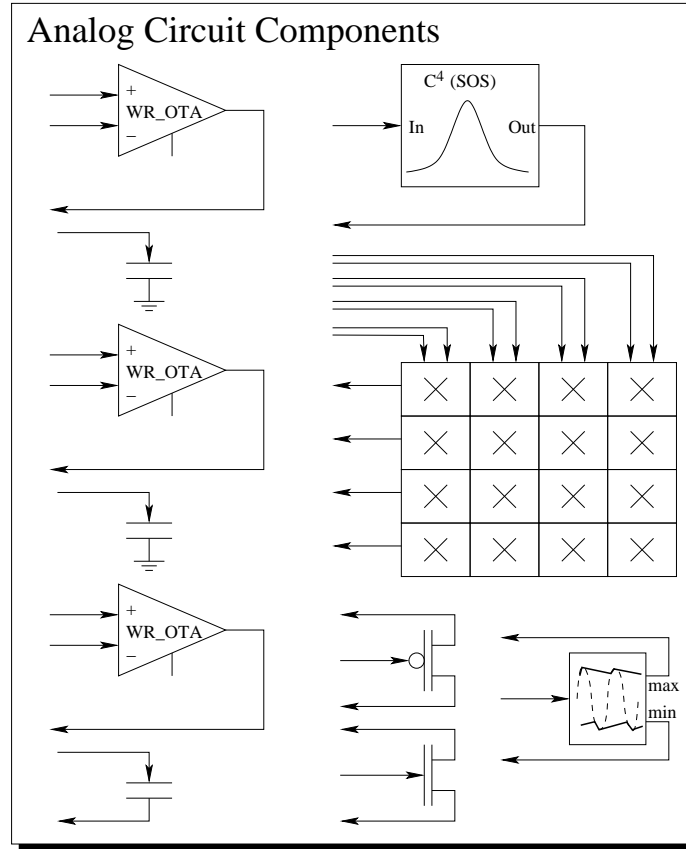 Analog Circuit Components
+
WR_OTA
−
C⁴ (SOS)
In
Out
+
WR_OTA
−
+
WR_OTA
−
max
min